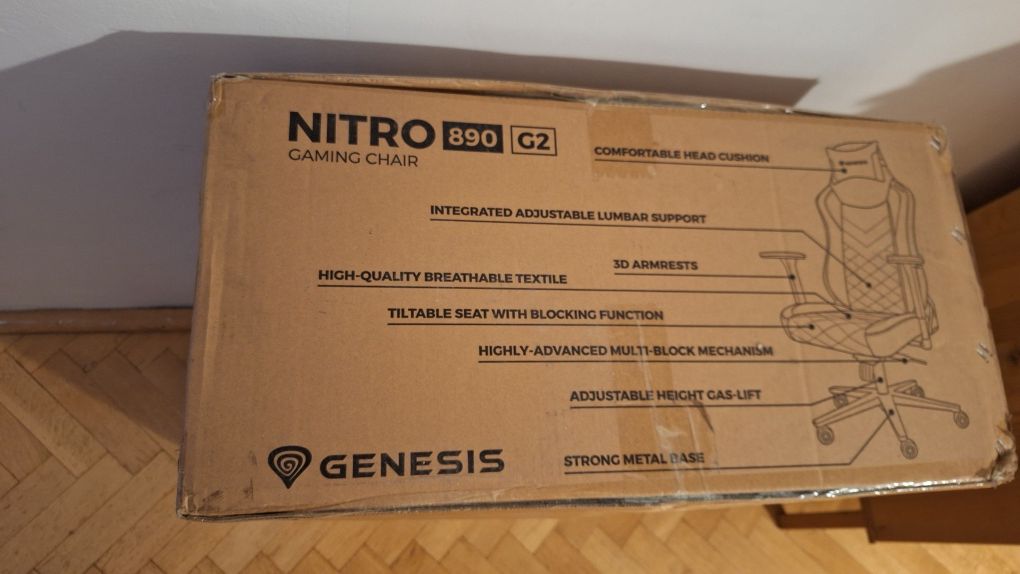 NITRO 890 G2
GAMING CHAIR
COMFORTABLE HEAD CUSHION
GENESIS
INTEGRATED ADJUSTABLE LUMBAR SUPPORT
3D ARMRESTS
HIGH-QUALITY BREATHABLE TEXTILE
TILTABLE SEAT WITH BLOCKING FUNCTION
HIGHLY-ADVANCED MULTI-BLOCK MECHANISM
ADJUSTABLE HEIGHT GAS-LIFT
STRONG METAL BASE
GENESIS